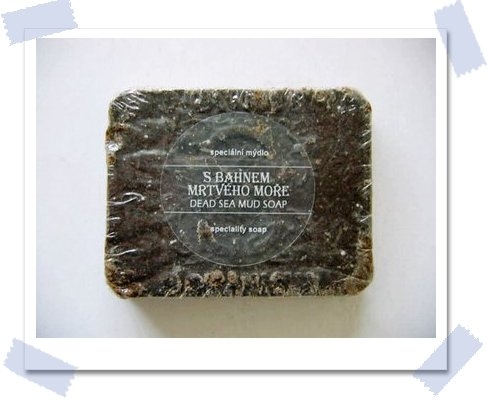 speciální mýdlo
S BAHNEM
MRTVÉHO MOŘE
DEAD SEA MUD SOAP
speciality soap